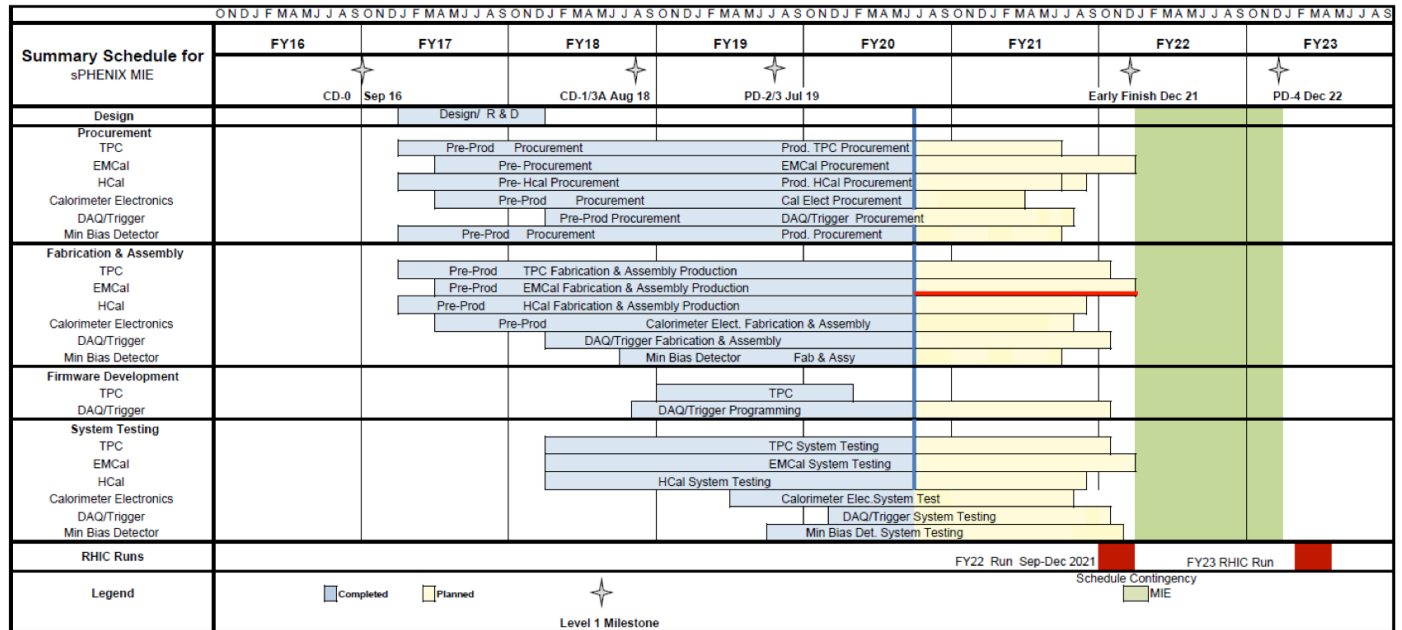 O N D J F M A M J J A S O N D J F M A M J J A S O N D J F M A M J J A S O N D J F M A M J J A S O N D J F M A M J J A S O N D J F M A M J J A S O N D J F M A M J J A S O N D J F M A M J J A S
FY16 FY17 FY18 FY19 FY20 FY21 FY22 FY23
Summary Schedule for
sPHENIX MIE
CD-0 Sep 16 CD-1/3A Aug 18 PD-2/3 Jul 19 Early Finish Dec 21 PD-4 Dec 22
Design Design/ R & D
Procurement
TPC Pre-Prod Procurement Prod. TPC Procurement
EMCal Pre- Procurement EMCal Procurement
HCal Pre- Hcal Procurement Prod. HCal Procurement
Calorimeter Electronics Pre-Prod Procurement Cal Elect Procurement
DAQ/Trigger Pre-Prod Procurement DAQ/Trigger Procurement
Min Bias Detector Pre-Prod Procurement Prod. Procurement
Fabrication & Assembly
TPC Pre-Prod TPC Fabrication & Assembly Production
EMCal Pre-Prod EMCal Fabrication & Assembly Production
HCal Pre-Prod HCal Fabrication & Assembly Production
Calorimeter Electronics Pre-Prod Calorimeter Elect. Fabrication & Assembly
DAQ/Trigger DAQ/Trigger Fabrication & Assembly
Min Bias Detector Min Bias Detector Fab & Assy
Firmware Development
TPC TPC
DAQ/Trigger DAQ/Trigger Programming
System Testing
TPC TPC System Testing
EMCal EMCal System Testing
HCal HCal System Testing
Calorimeter Electronics Calorimeter Elec.System Test
DAQ/Trigger DAQ/Trigger System Testing
Min Bias Detector Min Bias Det. System Testing
RHIC Runs FY22 Run Sep-Dec 2021 FY23 RHIC Run
Schedule Contingency
Legend Completed Planned MIE
Level 1 Milestone